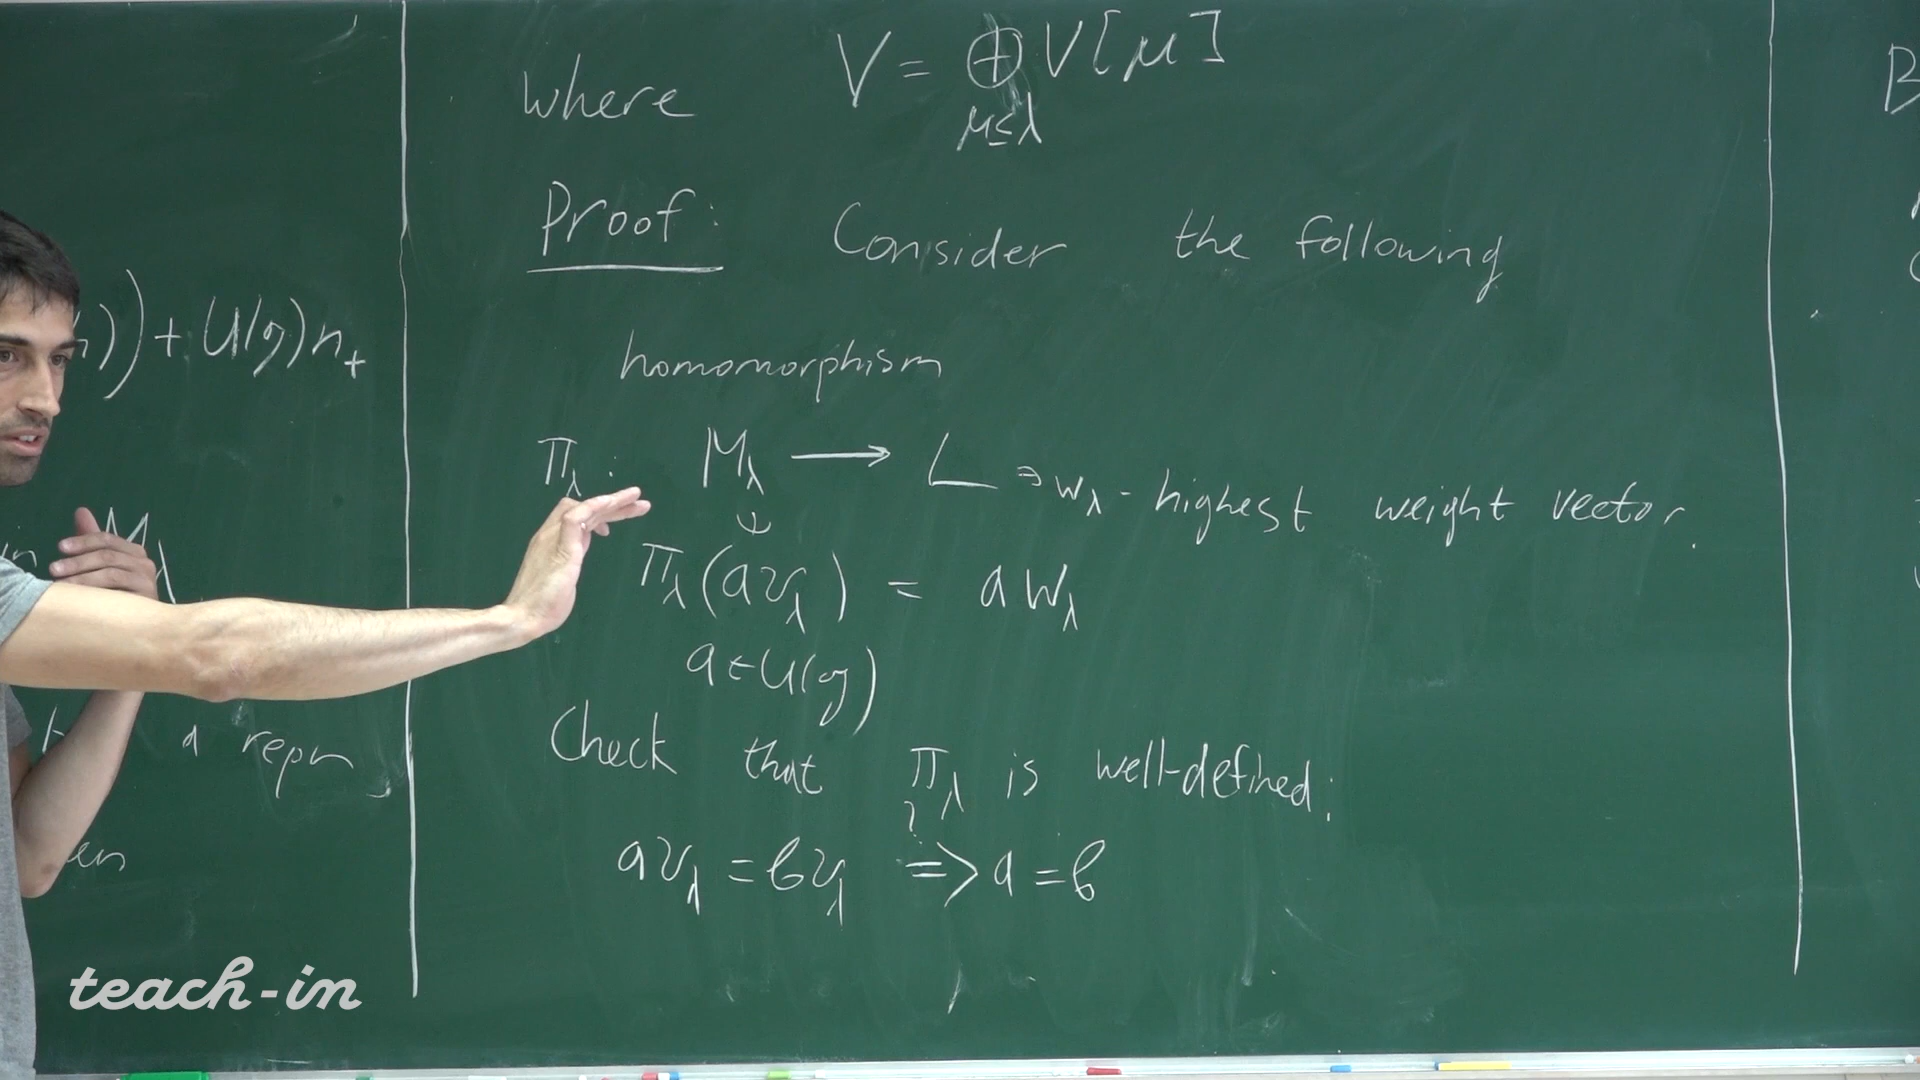 where V = ⊕ V[μ]
μ≤λ
Proof: Consider the following
homomorphism
π_λ : M_λ → L ∋ w_λ - highest weight vector.
π_λ(a v_λ) = a w_λ
a ∈ U(g)
Check that π_λ is well-defined:
?
a v_λ = b v_λ => a = b
) + U(g) n_+
M_λ
a repn
teach-in
B